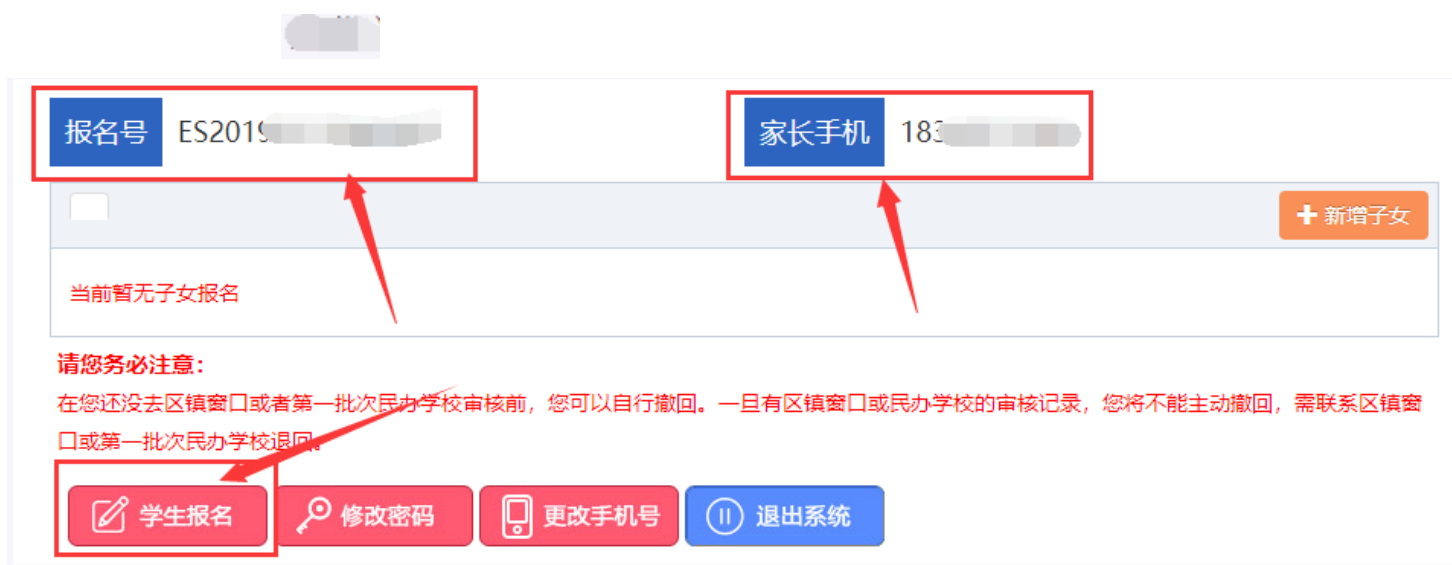 报名号 ES2019
家长手机 183
新增子女
当前暂无子女报名
请您务必注意：
在您还没去区镇窗口或者第一批次民办学校审核前，您可以自行撤回。一旦有区镇窗口或民办学校的审核记录，您将不能主动撤回，需联系区镇窗
口或第一批次民办学校退回。
学生报名 修改密码 更改手机号 退出系统